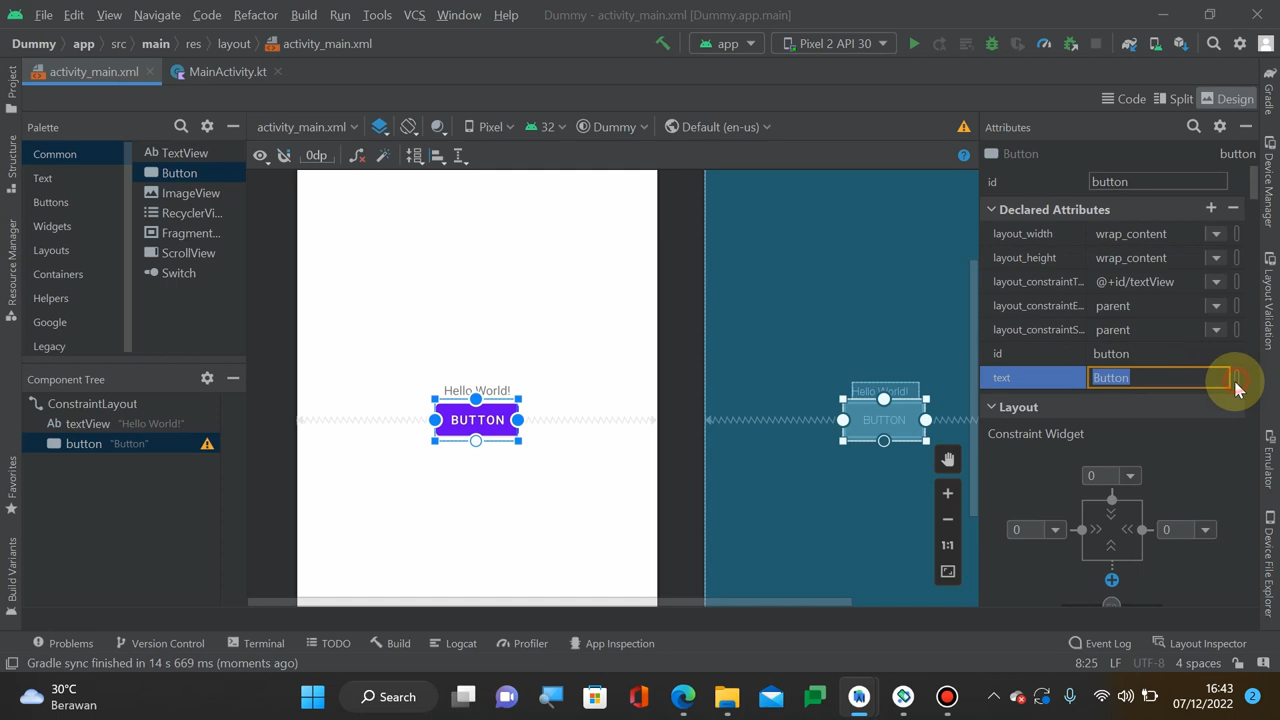 File Edit View Navigate Code Refactor Build Run Tools VCS Window Help Dummy - activity_main.xml [Dummy.app.main]
Dummy app src main res layout activity_main.xml app Pixel 2 API 30
activity_main.xml MainActivity.kt
Code Split Design
Palette activity_main.xml Pixel 32 Dummy Default (en-us) Attributes
Common
Text
Buttons
Widgets
Layouts
Containers
Helpers
Google
Legacy
Ab TextView
Button
ImageView
RecyclerVi...
Fragment...
ScrollView
Switch
0dp
Component Tree
ConstraintLayout
Ab textView "Hello World!"
button "Button"
Hello World!
BUTTON
Hello World!
BUTTON
1:1
Button button
id button
Declared Attributes
layout_width wrap_content
layout_height wrap_content
layout_constraintT... @+id/textView
layout_constraintE... parent
layout_constraintS... parent
id button
text Button
Layout
Constraint Widget
0
0 0
Project
Structure
Resource Manager
Favorites
Build Variants
Gradle
Device Manager
Layout Validation
Emulator
Device File Explorer
Problems Version Control Terminal TODO Build Logcat Profiler App Inspection Event Log Layout Inspector
Gradle sync finished in 14 s 669 ms (moments ago) 8:25 LF UTF-8 4 spaces
30°C
Berawan
Search
16:43
07/12/2022
2